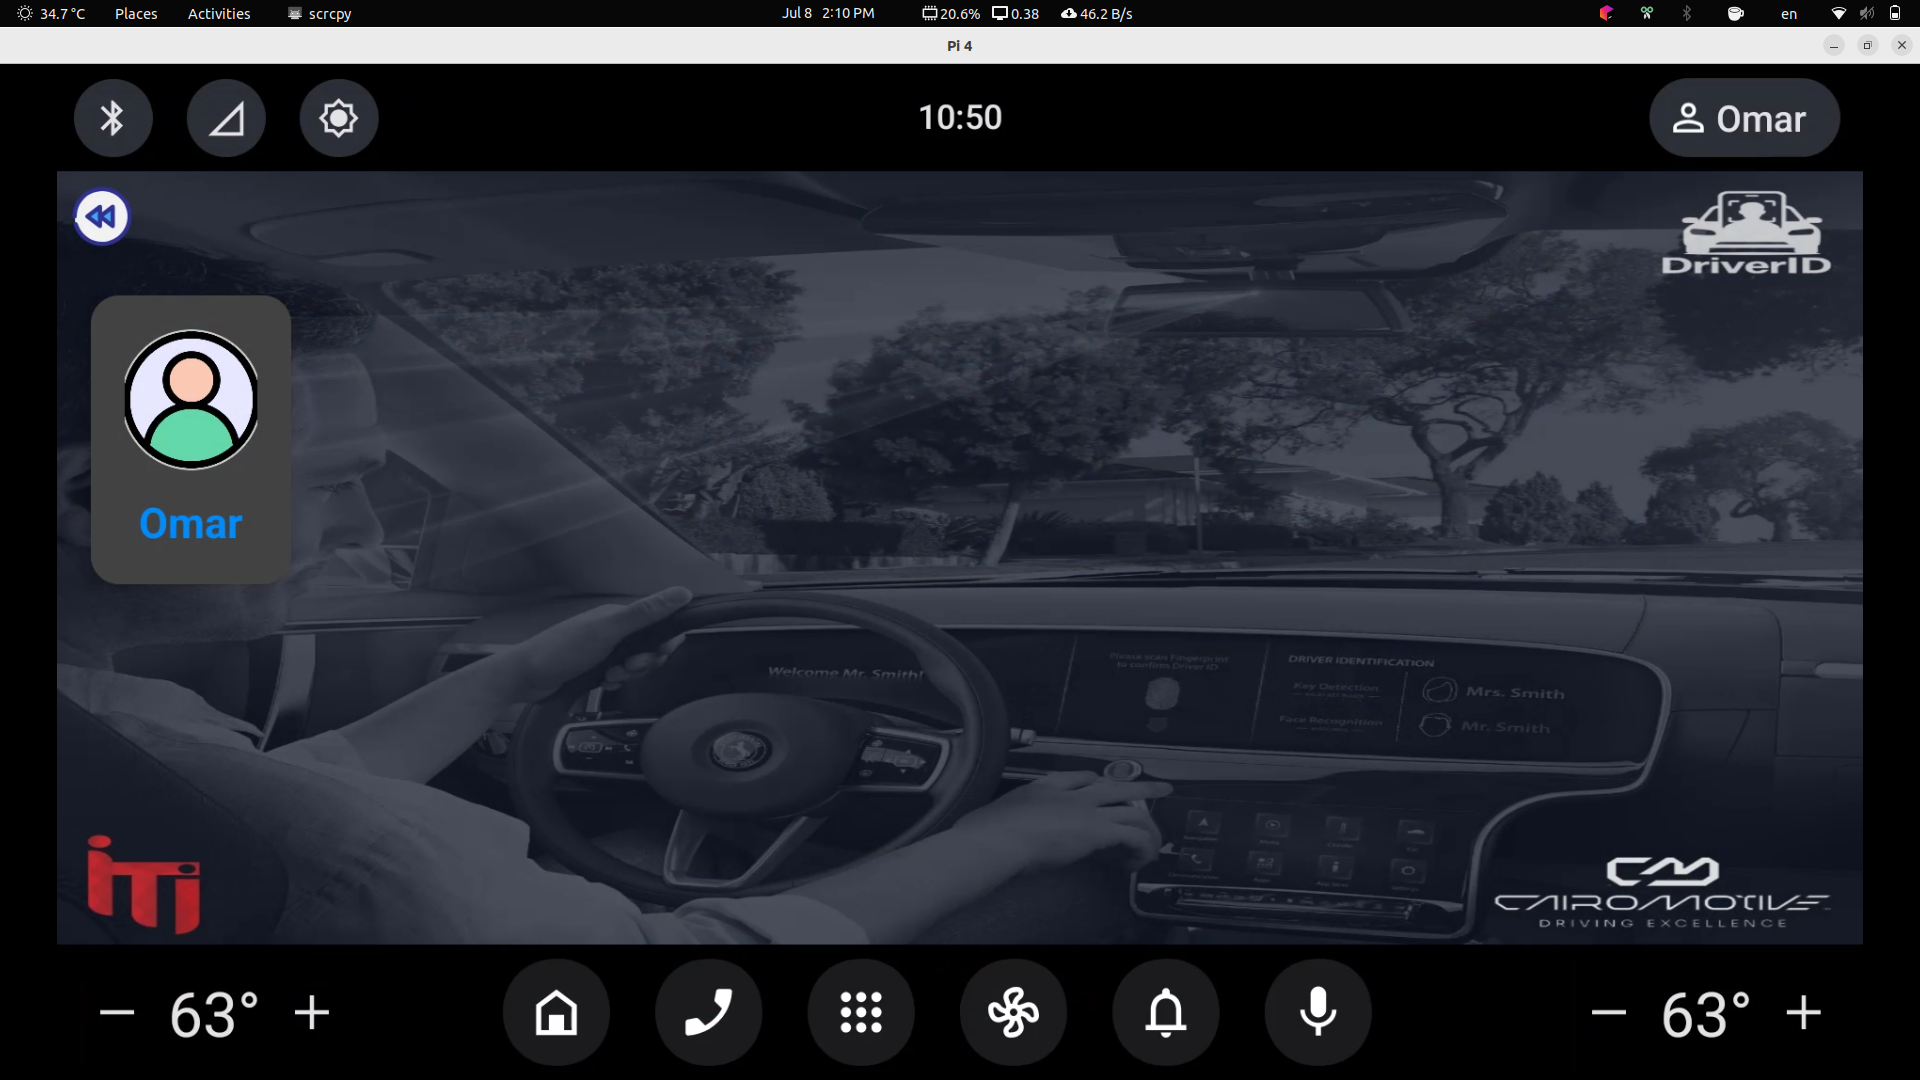 34.7 °C Places Activities scrcpy Jul 8 2:10 PM 20.6% 0.38 46.2 B/s en
Pi 4
10:50
Omar
DriverID
Omar
Welcome Mr. Smith!
Please scan Fingerprint
to confirm Driver ID
DRIVER IDENTIFICATION
Key Detection
Mrs. Smith
Face Recognition
Mr. Smith
iTi
CAIROMOTIVE
DRIVING EXCELLENCE
63°
63°